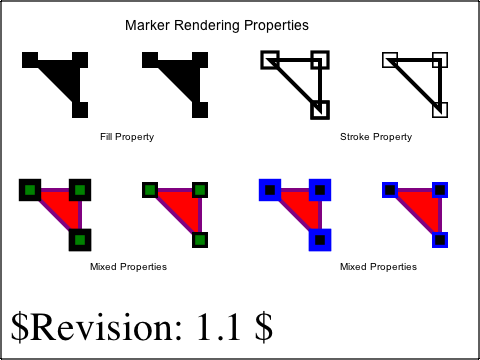 Marker Rendering Properties
Fill Property
Stroke Property
Mixed Properties
Mixed Properties
$Revision: 1.1 $